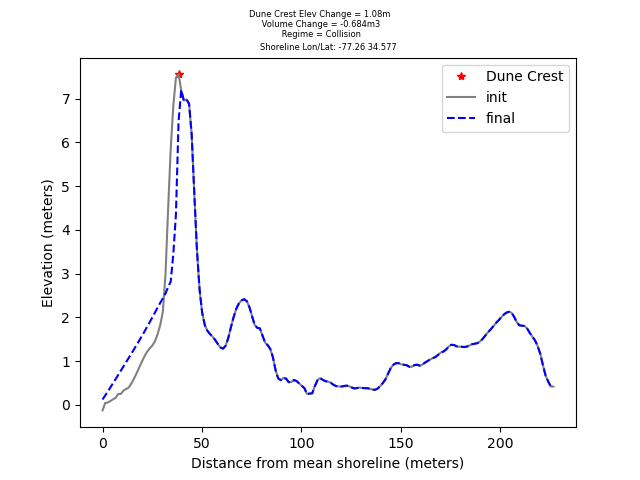 Dune Crest Elev Change = 1.08m
Volume Change = -0.684m3
Regime = Collision
Shoreline Lon/Lat: -77.26 34.577
Dune Crest
init
final
7
6
5
4
3
2
1
0
Elevation (meters)
0 50 100 150 200
Distance from mean shoreline (meters)